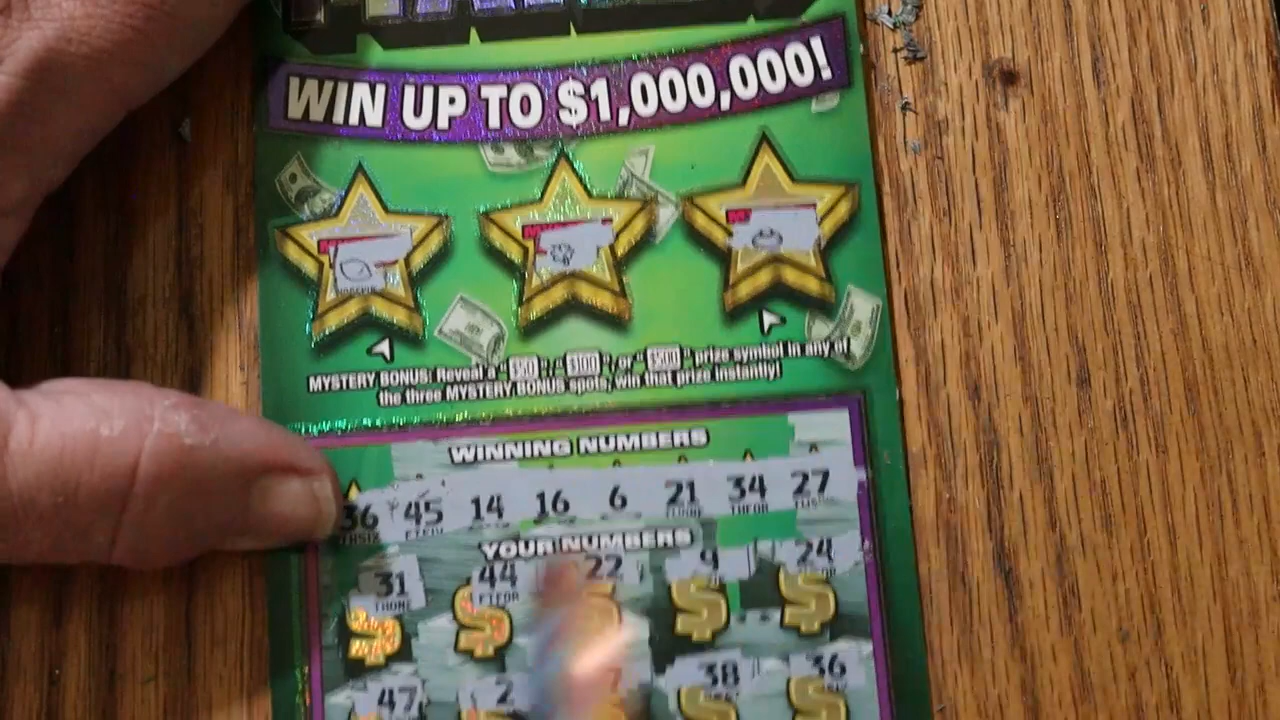 WIN UP TO $1,000,000!
MYSTERY BONUS: Reveal a "$50", "$100", or "$500" prize symbol in any of
the three MYSTERY BONUS spots, win that prize instantly!
WINNING NUMBERS
36 45 14 16 6 21 34 27
THSIX
YOUR NUMBERS
31 44 22 9 24
47 2 38 36